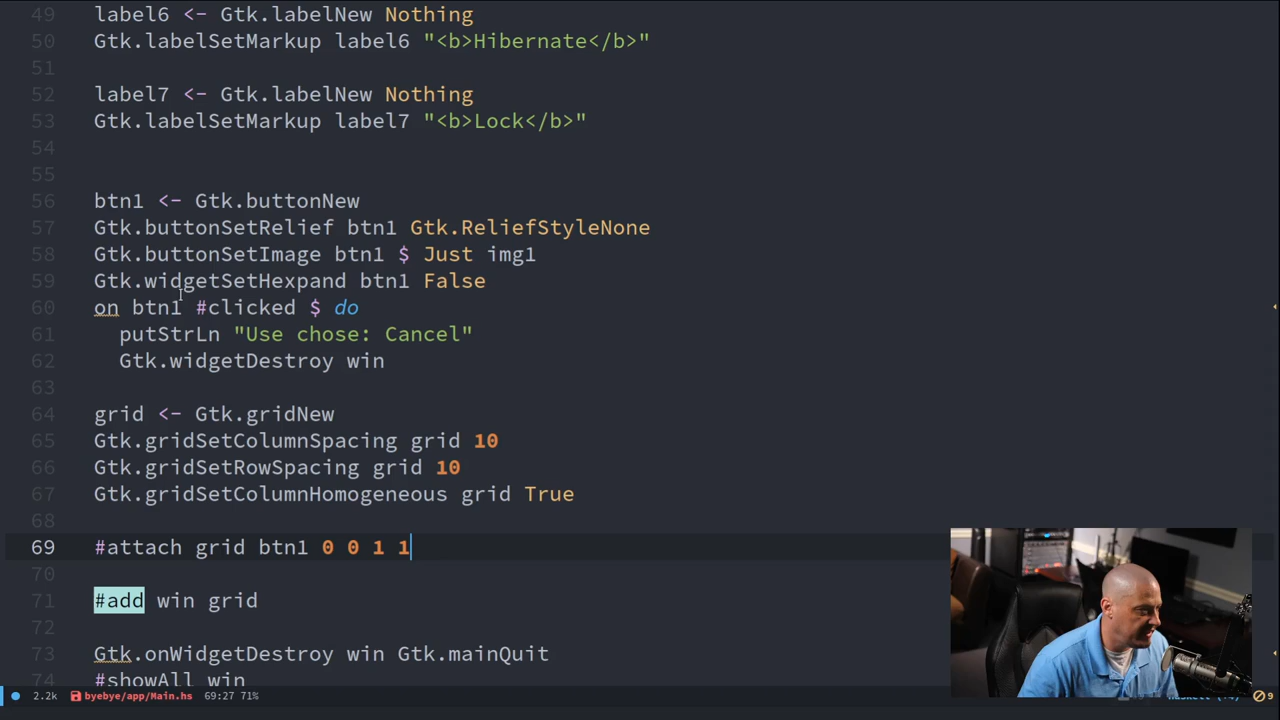 49 label6 <- Gtk.labelNew Nothing
50 Gtk.labelSetMarkup label6 "<b>Hibernate</b>"
51
52 label7 <- Gtk.labelNew Nothing
53 Gtk.labelSetMarkup label7 "<b>Lock</b>"
54
55
56 btn1 <- Gtk.buttonNew
57 Gtk.buttonSetRelief btn1 Gtk.ReliefStyleNone
58 Gtk.buttonSetImage btn1 $ Just img1
59 Gtk.widgetSetHexpand btn1 False
60 on btn1 #clicked $ do
61 putStrLn "Use chose: Cancel"
62 Gtk.widgetDestroy win
63
64 grid <- Gtk.gridNew
65 Gtk.gridSetColumnSpacing grid 10
66 Gtk.gridSetRowSpacing grid 10
67 Gtk.gridSetColumnHomogeneous grid True
68
69 #attach grid btn1 0 0 1 1
70
71 #add win grid
72
73 Gtk.onWidgetDestroy win Gtk.mainQuit
74 #showAll win
2.2k byebye/app/Main.hs 69:27 71% 9